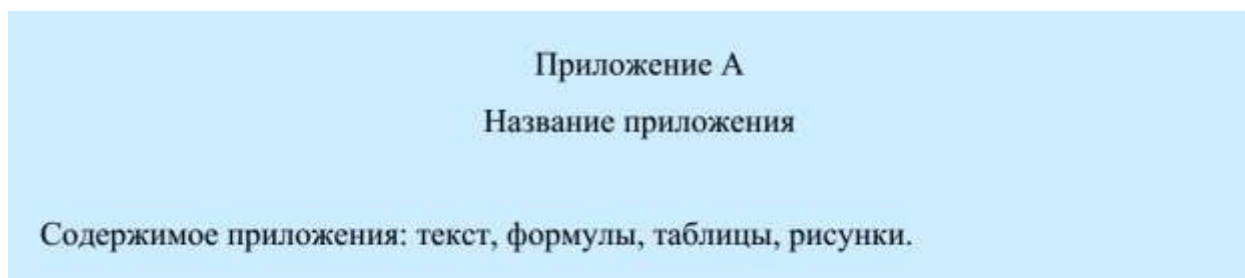 Приложение А
Название приложения
Содержимое приложения: текст, формулы, таблицы, рисунки.